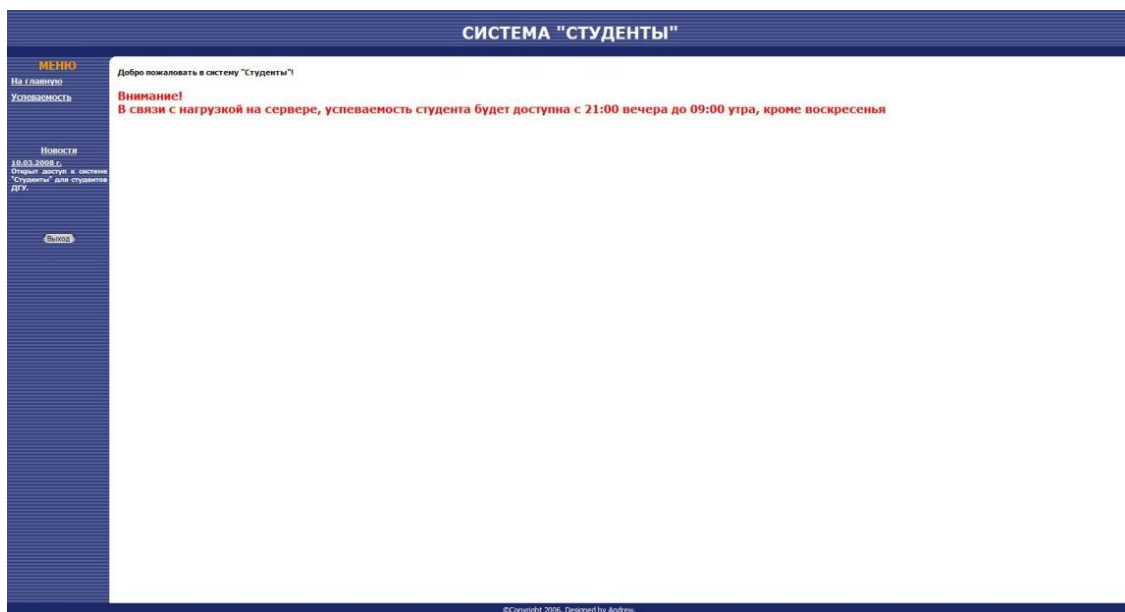 СИСТЕМА "СТУДЕНТЫ"
МЕНЮ
На главную
Успеваемость
Новости
10.03.2008 г.
Открыт доступ к системе
"Студенты" для студентов
ДГУ.
Выход
Добро пожаловать в систему "Студенты"!
Внимание!
В связи с нагрузкой на сервере, успеваемость студента будет доступна с 21:00 вечера до 09:00 утра, кроме воскресенья
©Copyright 2006. Designed by Andrew.